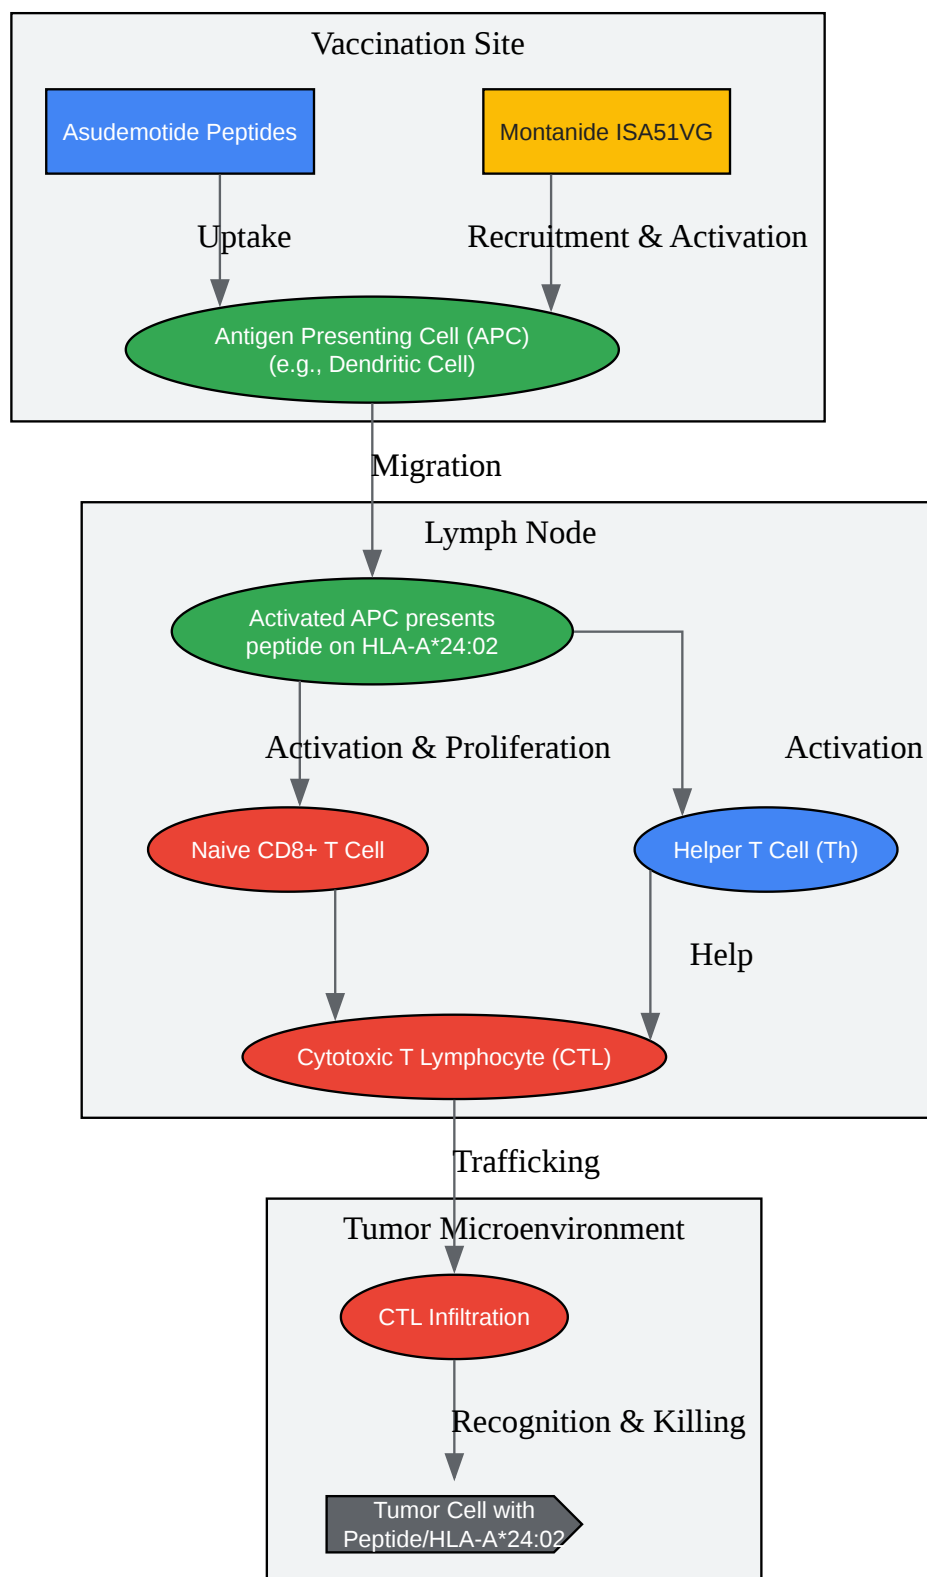 Vaccination Site
Asudemotide Peptides
Montanide ISA51VG
Uptake
Recruitment & Activation
Antigen Presenting Cell (APC)
(e.g., Dendritic Cell)
Migration
Lymph Node
Activated APC presents
peptide on HLA-A*24:02
Activation & Proliferation
Activation
Naive CD8+ T Cell
Helper T Cell (Th)
Help
Cytotoxic T Lymphocyte (CTL)
Trafficking
Tumor Microenvironment
CTL Infiltration
Recognition & Killing
Tumor Cell with
Peptide/HLA-A*24:02